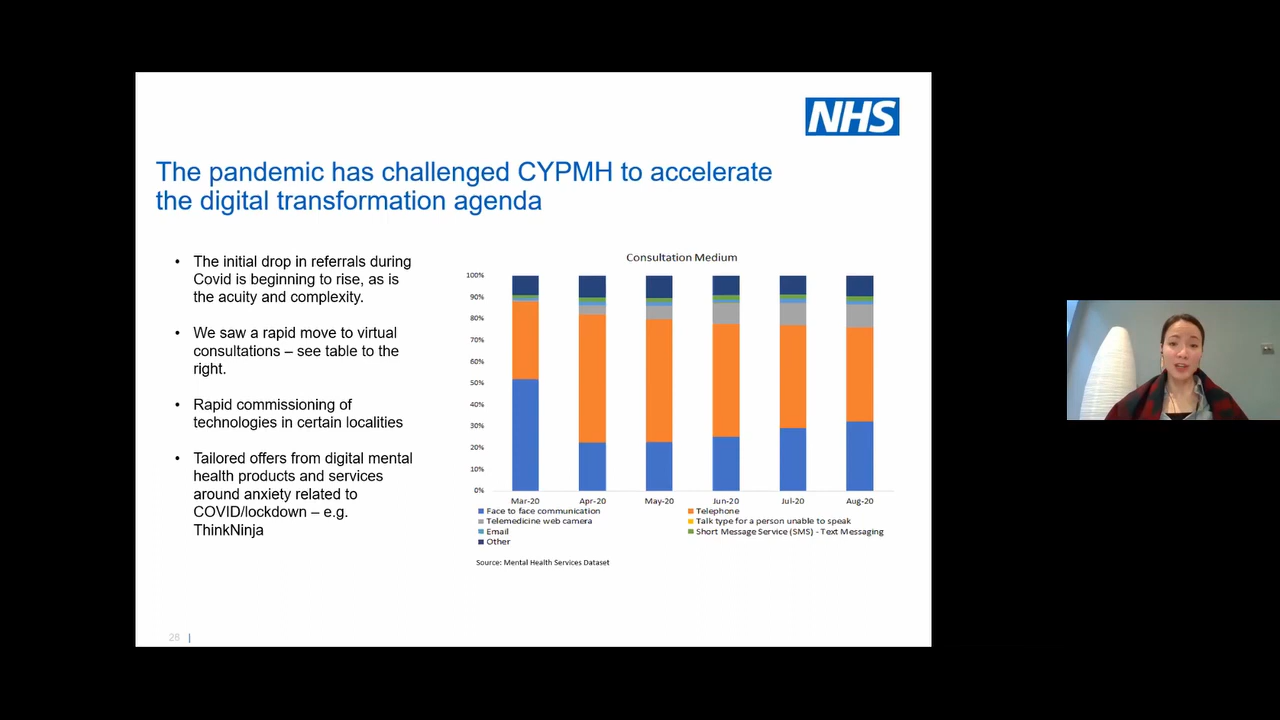 NHS
The pandemic has challenged CYPMH to accelerate
the digital transformation agenda
• The initial drop in referrals during
Covid is beginning to rise, as is
the acuity and complexity.
• We saw a rapid move to virtual
consultations – see table to the
right.
• Rapid commissioning of
technologies in certain localities
• Tailored offers from digital mental
health products and services
around anxiety related to
COVID/lockdown – e.g.
ThinkNinja
Consultation Medium
100%
90%
80%
70%
60%
50%
40%
30%
20%
10%
0%
Mar-20 Apr-20 May-20 Jun-20 Jul-20 Aug-20
Face to face communication Telephone
Telemedicine web camera Talk type for a person unable to speak
Email Short Message Service (SMS) - Text Messaging
Other
Source: Mental Health Services Dataset
28 |